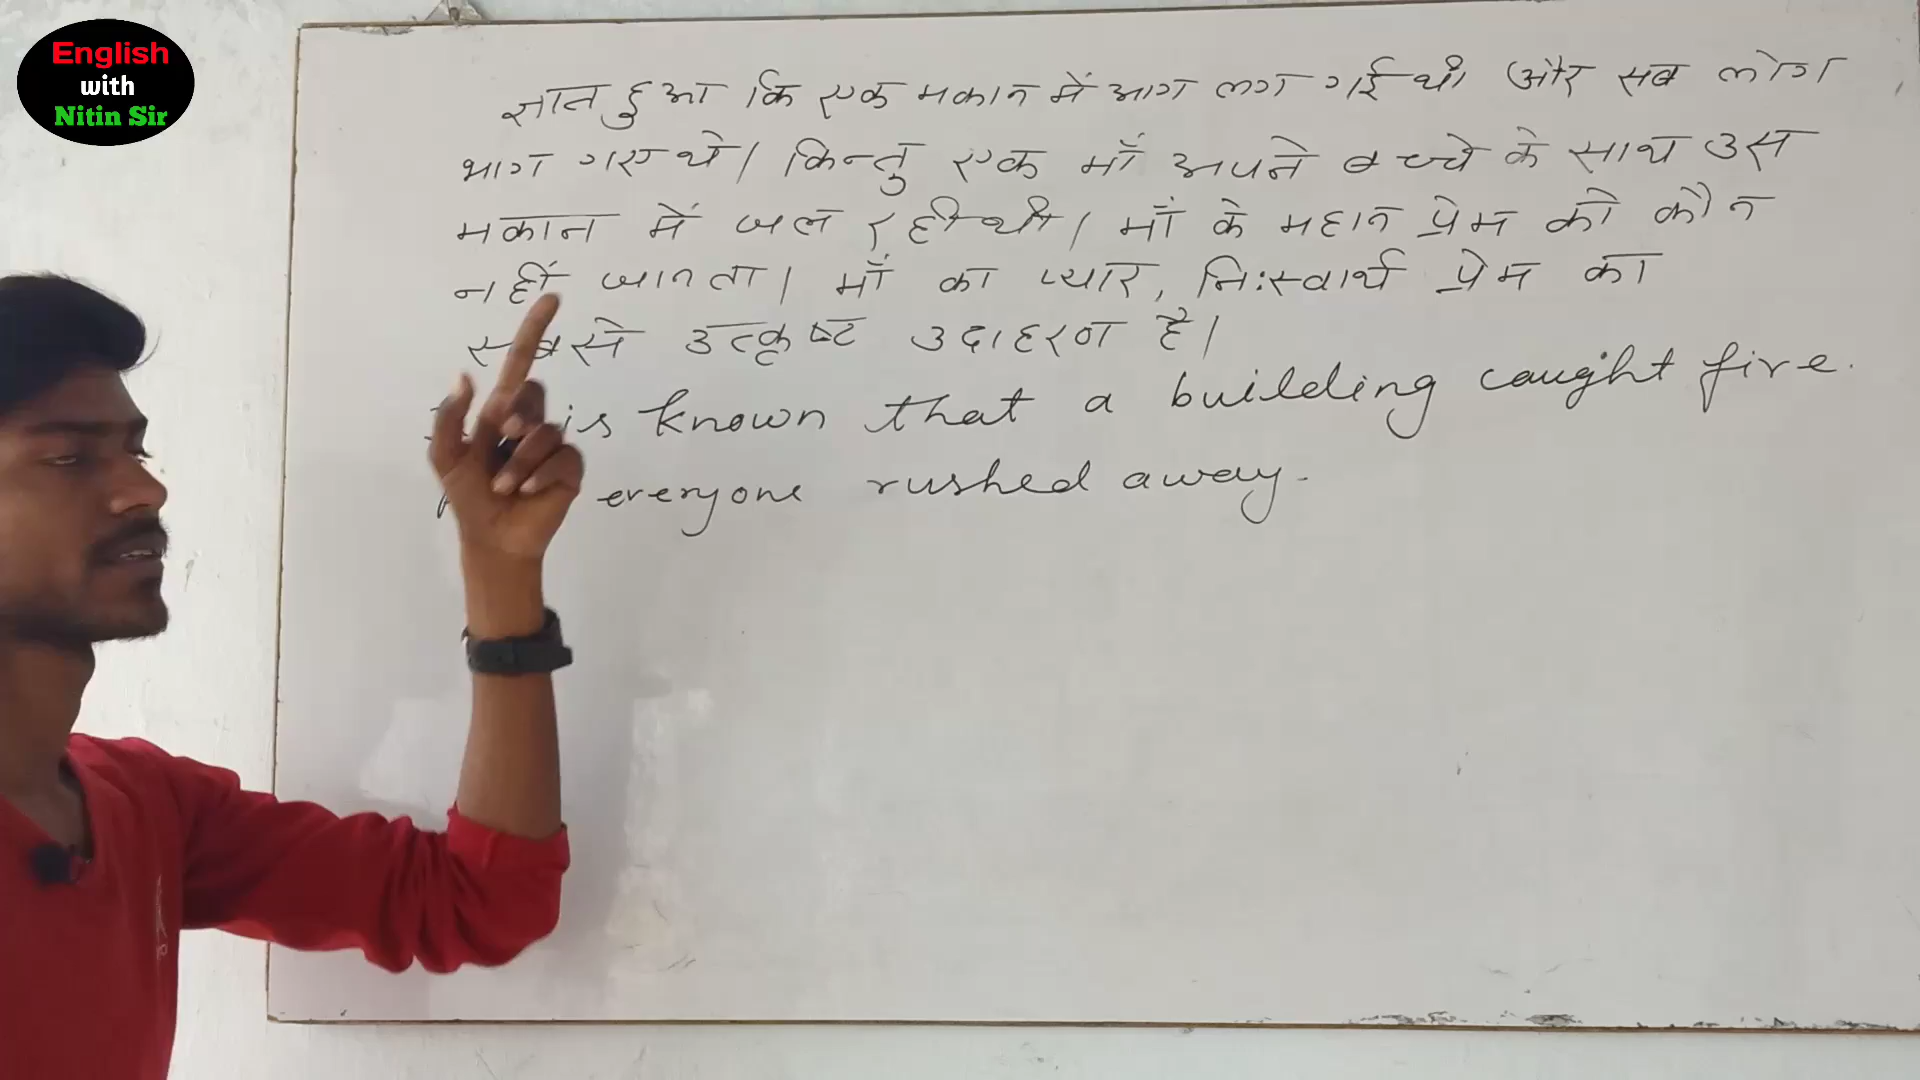 English
with
Nitin Sir
ज्ञात हुआ कि एक मकान में आग लग गई थी और सब लोग
भाग गए थे। किन्तु एक माँ अपने बच्चे के साथ उस
मकान में जल रही थी। माँ के महान प्रेम को कौन
नहीं जानता। माँ का प्यार, निःस्वार्थ प्रेम का
सबसे उत्कृष्ट उदाहरण है।
is known that a building caught fire.
everyone rushed away.